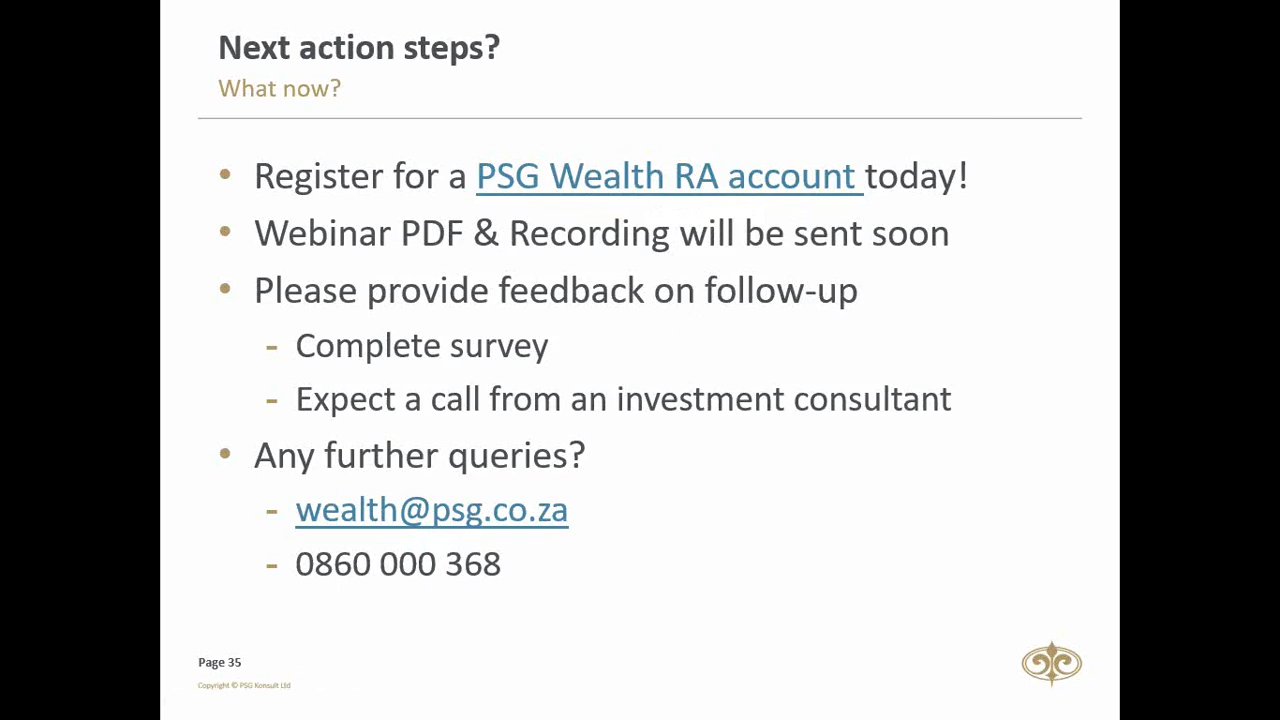 Next action steps?
What now?
• Register for a PSG Wealth RA account today!
• Webinar PDF & Recording will be sent soon
• Please provide feedback on follow-up
- Complete survey
- Expect a call from an investment consultant
• Any further queries?
- wealth@psg.co.za
- 0860 000 368
Page 35
Copyright © PSG Konsult Ltd